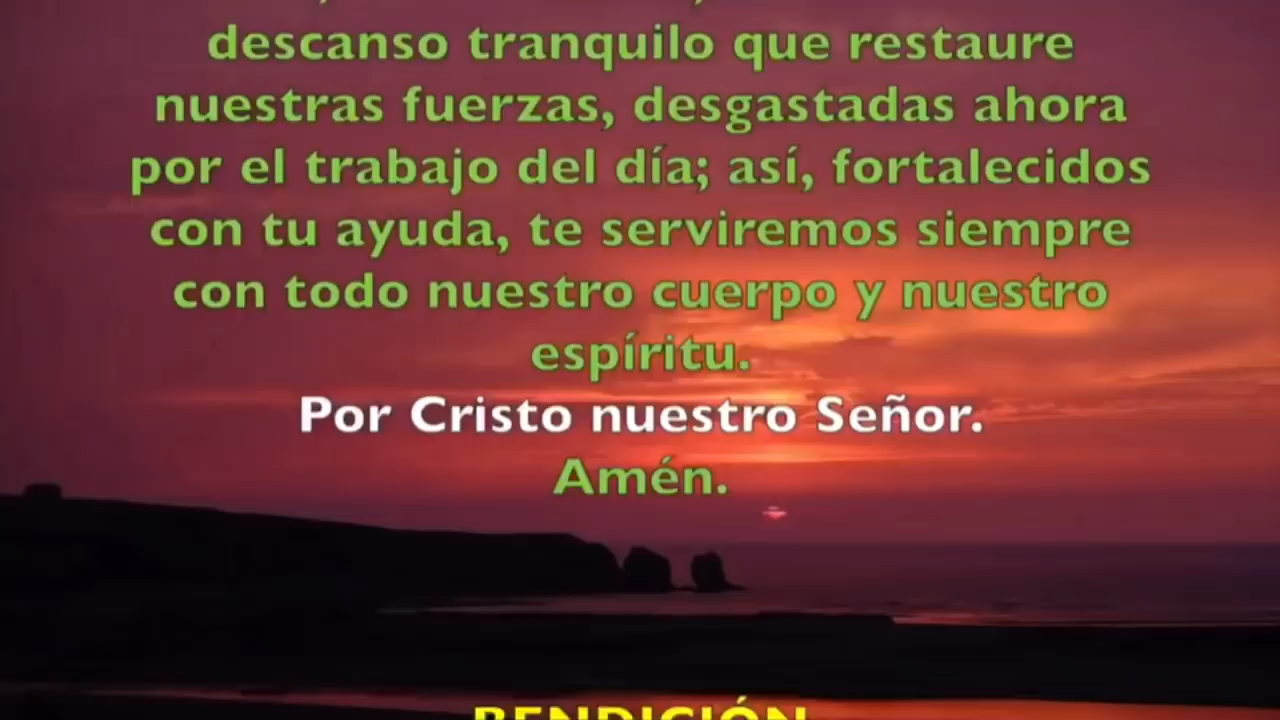 descanso tranquilo que restaure
nuestras fuerzas, desgastadas ahora
por el trabajo del día; así, fortalecidos
con tu ayuda, te serviremos siempre
con todo nuestro cuerpo y nuestro
espíritu.
Por Cristo nuestro Señor.
Amén.
BENDICIÓN